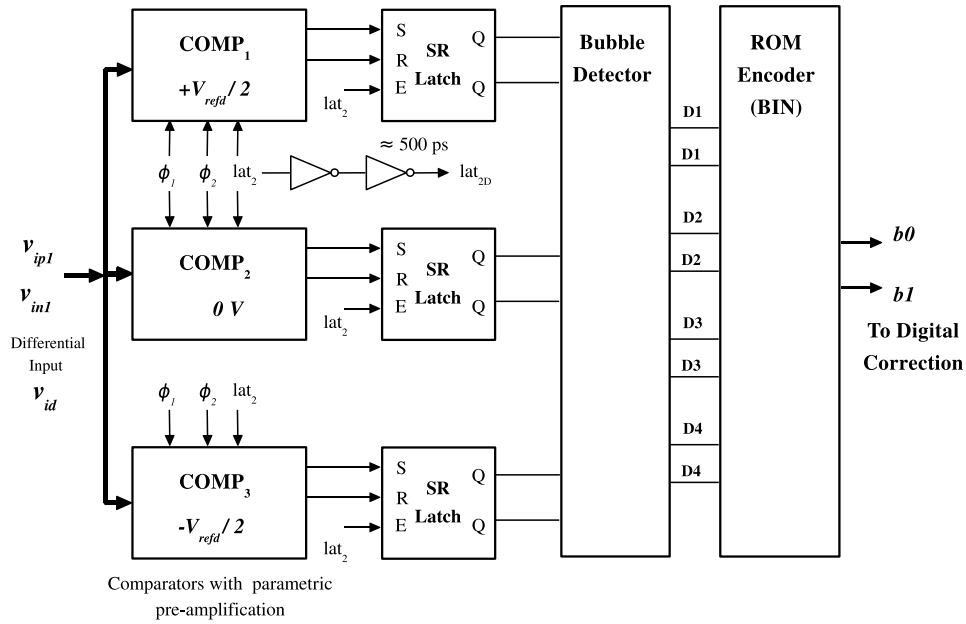 COMP1
+Vrefd/2
S
R
E
lat2
SR
Latch
Q
Q
Bubble
Detector
ROM
Encoder
(BIN)
D1
D1
D2
D2
D3
D3
D4
D4
ϕ1
ϕ2
lat2
≈ 500 ps
lat2D
vip1
vin1
Differential
Input
vid
COMP2
0 V
S
R
E
lat2
SR
Latch
Q
Q
b0
b1
To Digital
Correction
ϕ1
ϕ2
lat2
COMP3
-Vrefd/2
S
R
E
lat2
SR
Latch
Q
Q
Comparators with parametric
pre-amplification